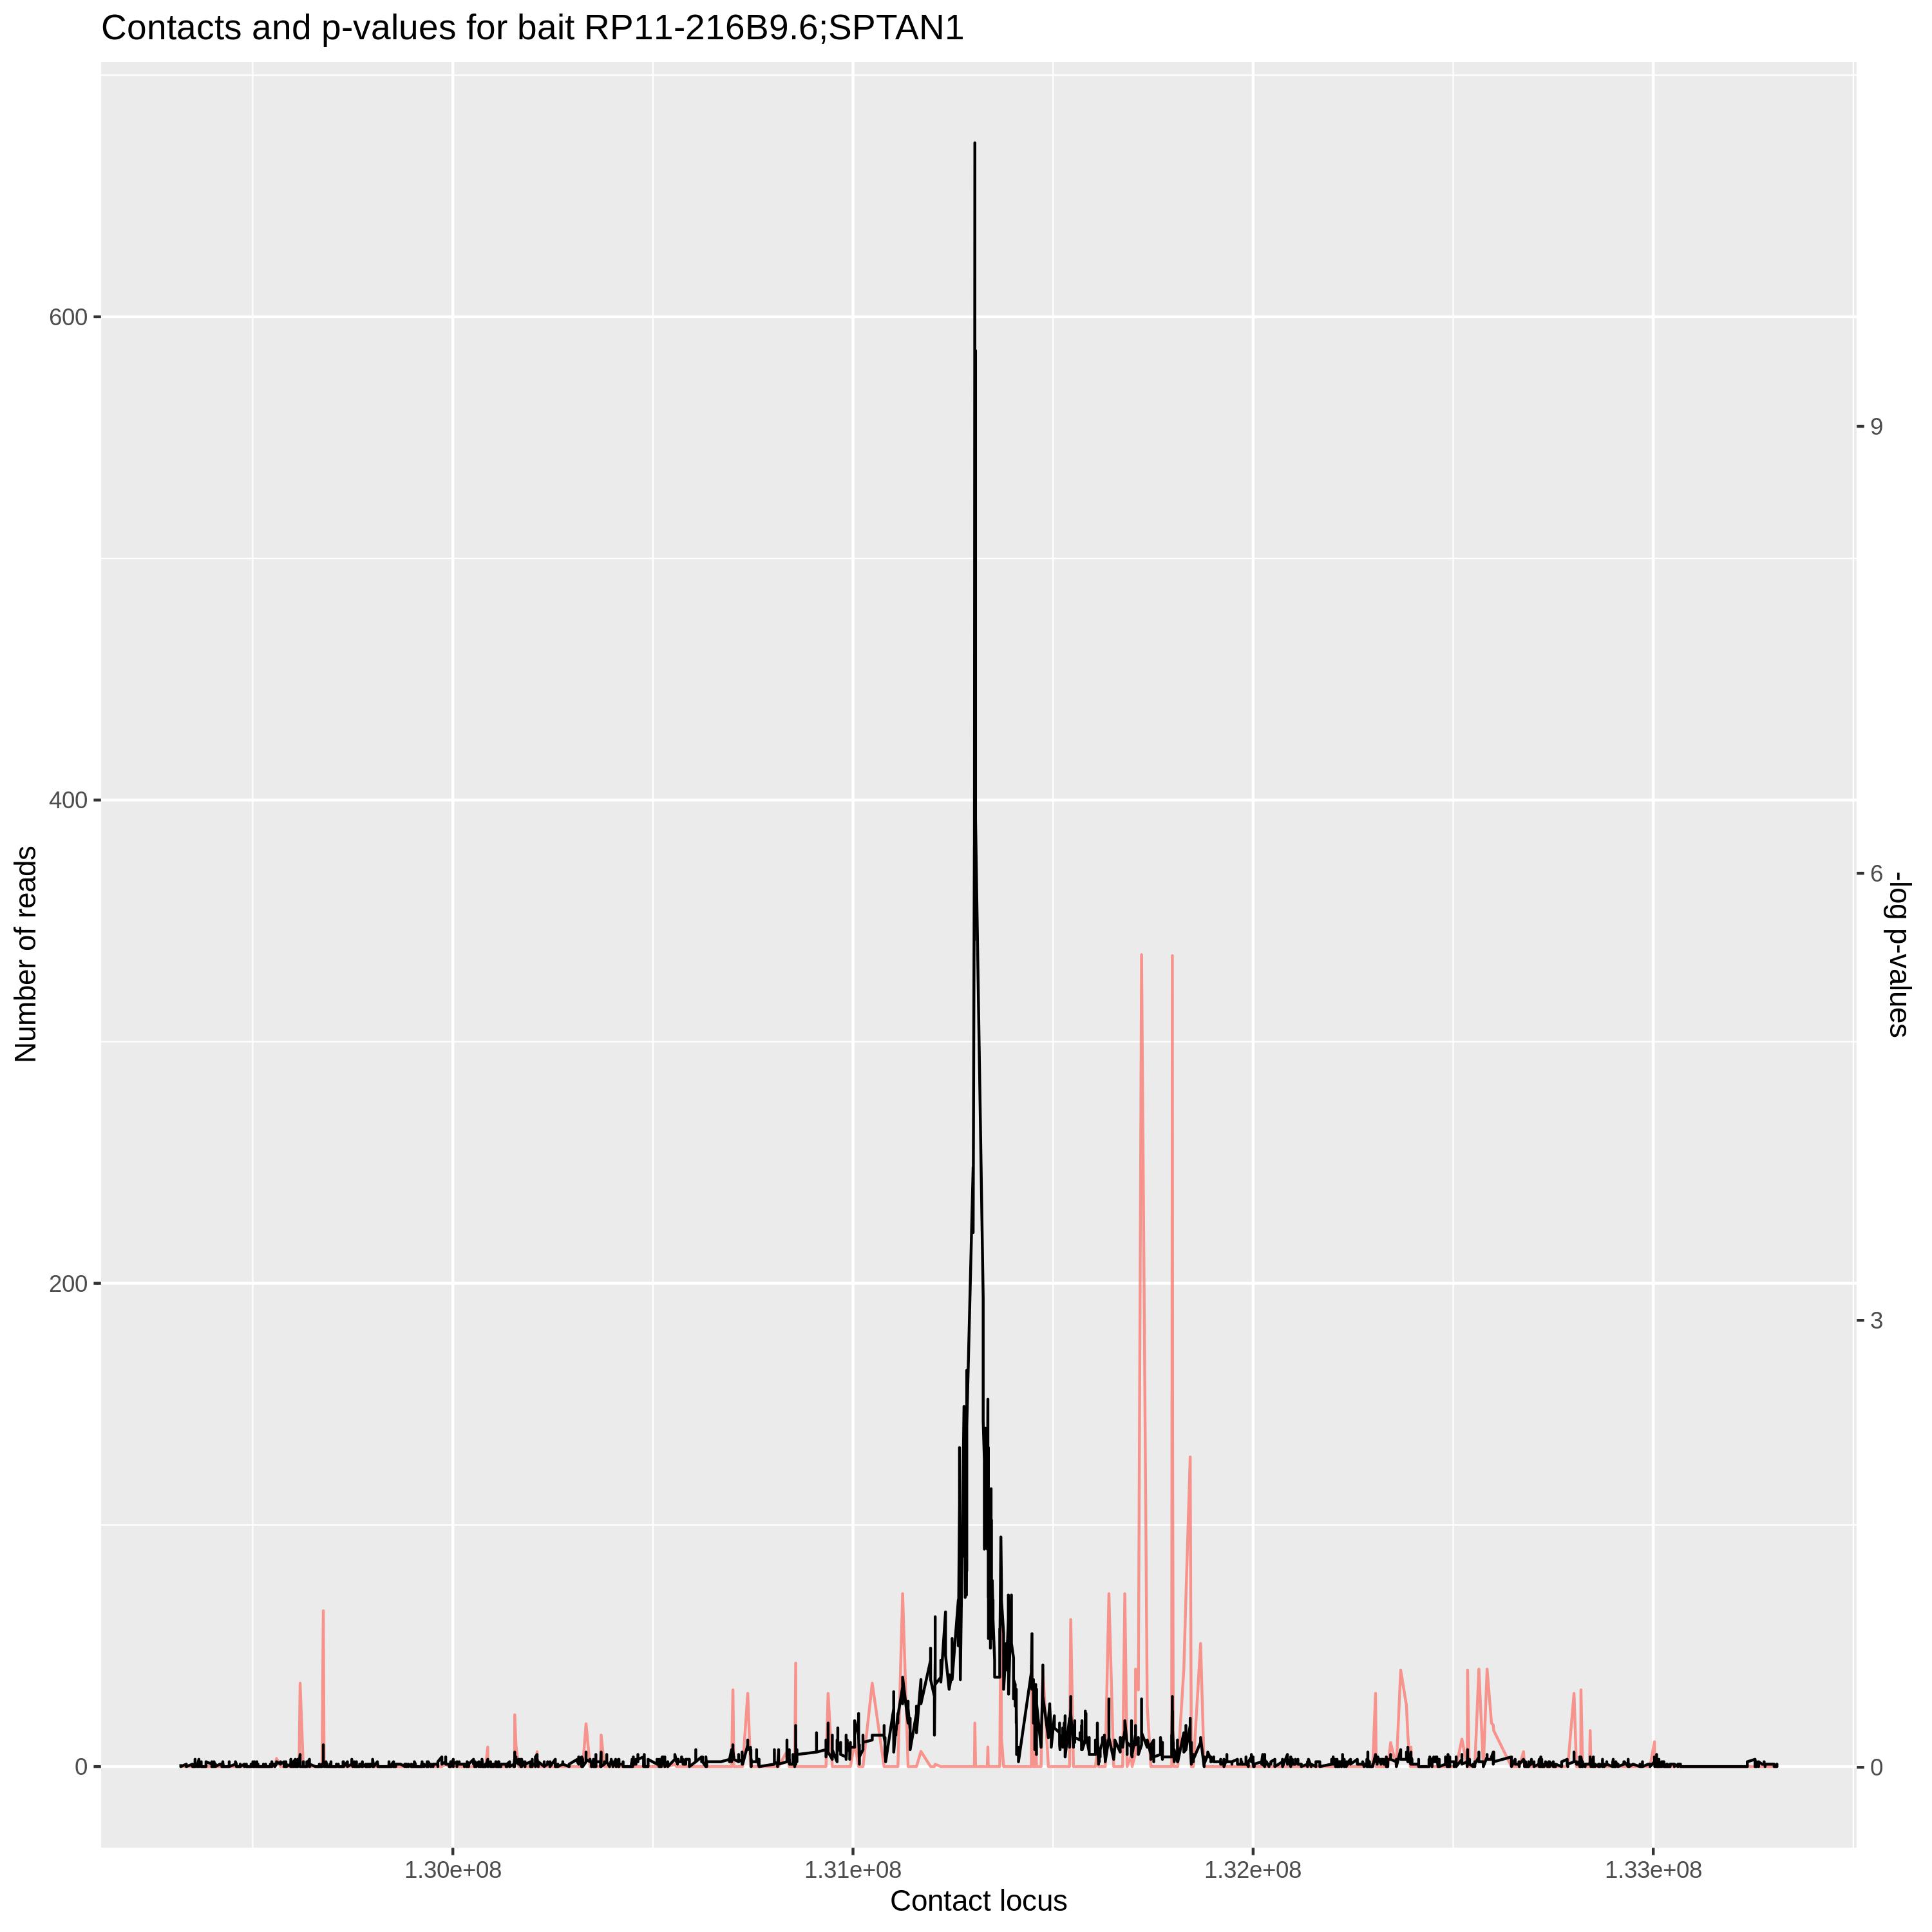 Contacts and p-values for bait RP11-216B9.6;SPTAN1
Number of reads
600
400
200
0
9
6
3
0
-log p-values
1.30e+08
1.31e+08
1.32e+08
1.33e+08
Contact locus